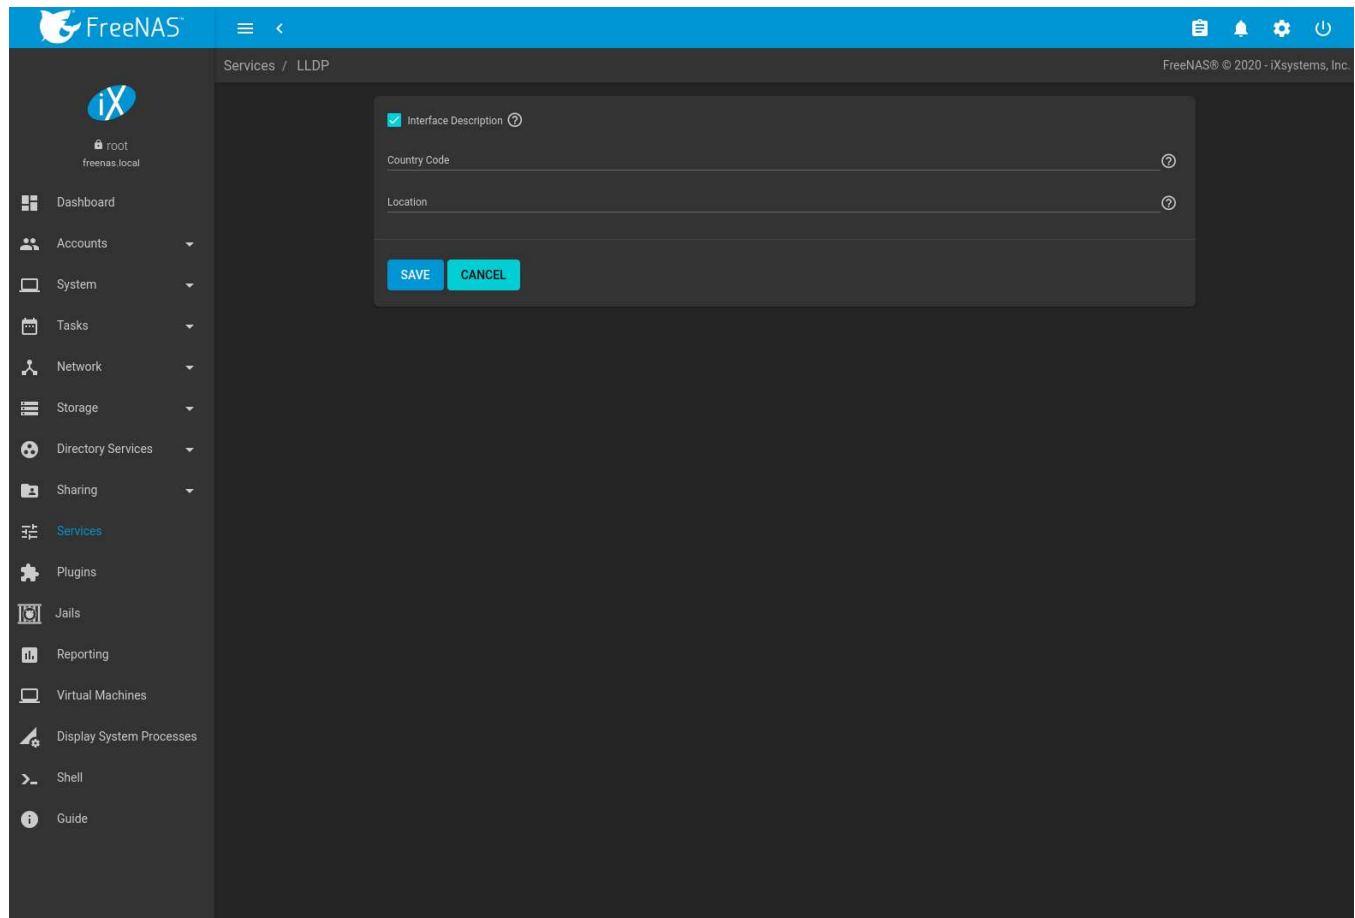 FreeNAS™
Services / LLDP
FreeNAS® © 2020 - iXsystems, Inc.
iX
root
freenas.local
Dashboard
Accounts
System
Tasks
Network
Storage
Directory Services
Sharing
Services
Plugins
Jails
Reporting
Virtual Machines
Display System Processes
Shell
Guide
Interface Description
Country Code
Location
SAVE CANCEL